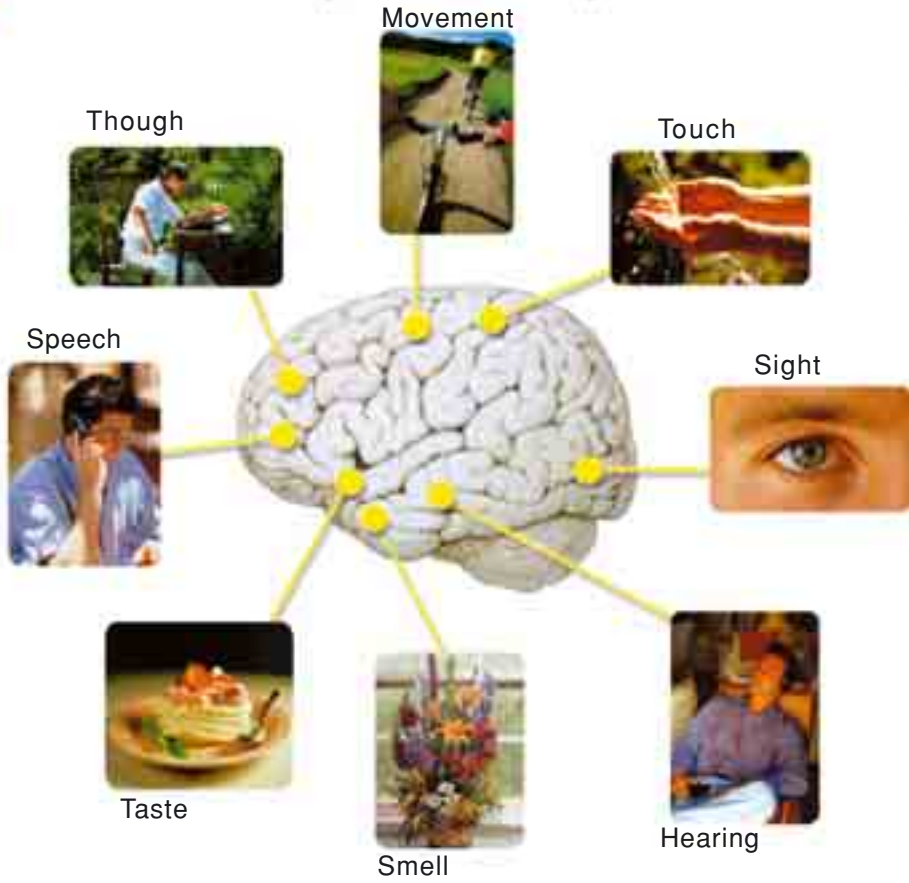 Movement
Though
Touch
Speech
Sight
Taste
Smell
Hearing